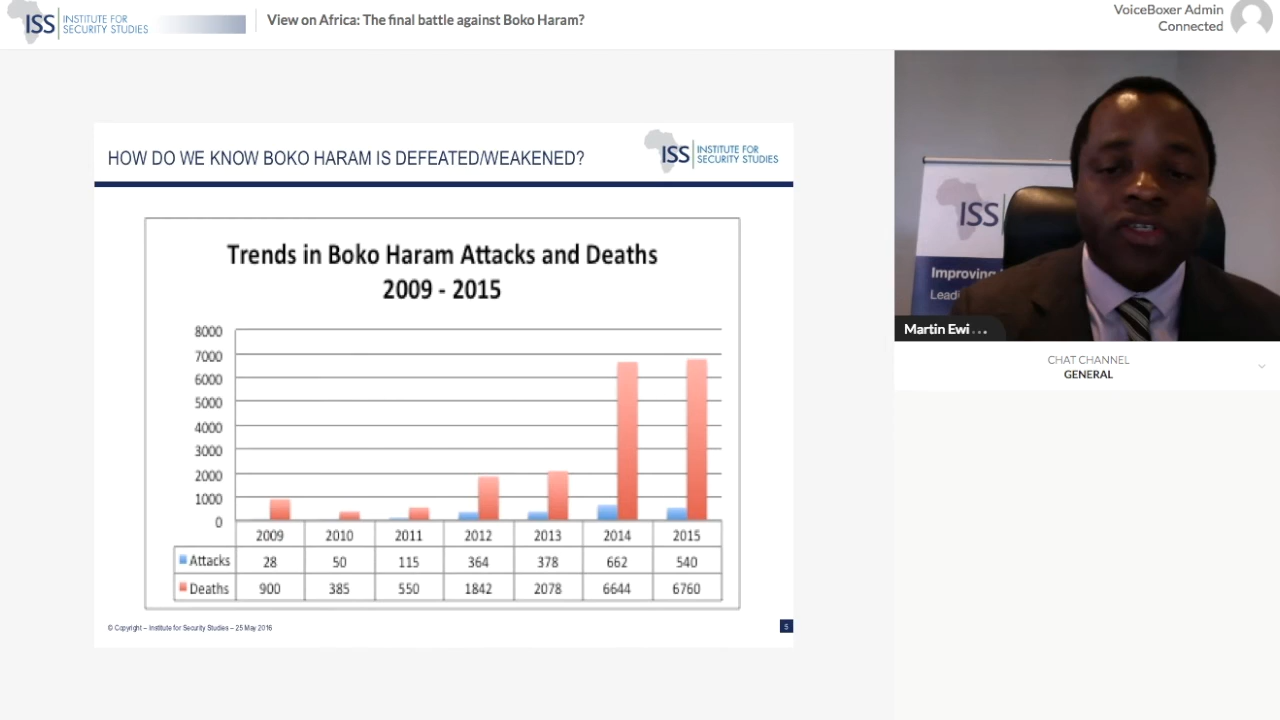 ISS INSTITUTE FOR SECURITY STUDIES
View on Africa: The final battle against Boko Haram?
VoiceBoxer Admin
Connected
HOW DO WE KNOW BOKO HARAM IS DEFEATED/WEAKENED?
ISS INSTITUTE FOR SECURITY STUDIES
Trends in Boko Haram Attacks and Deaths
2009 - 2015
8000
7000
6000
5000
4000
3000
2000
1000
0
2009 2010 2011 2012 2013 2014 2015
Attacks 28 50 115 364 378 662 540
Deaths 900 385 550 1842 2078 6644 6760
© Copyright – Institute for Security Studies – 25 May 2016
5
ISS
Improving
Leadi
Martin Ewi...
CHAT CHANNEL
GENERAL